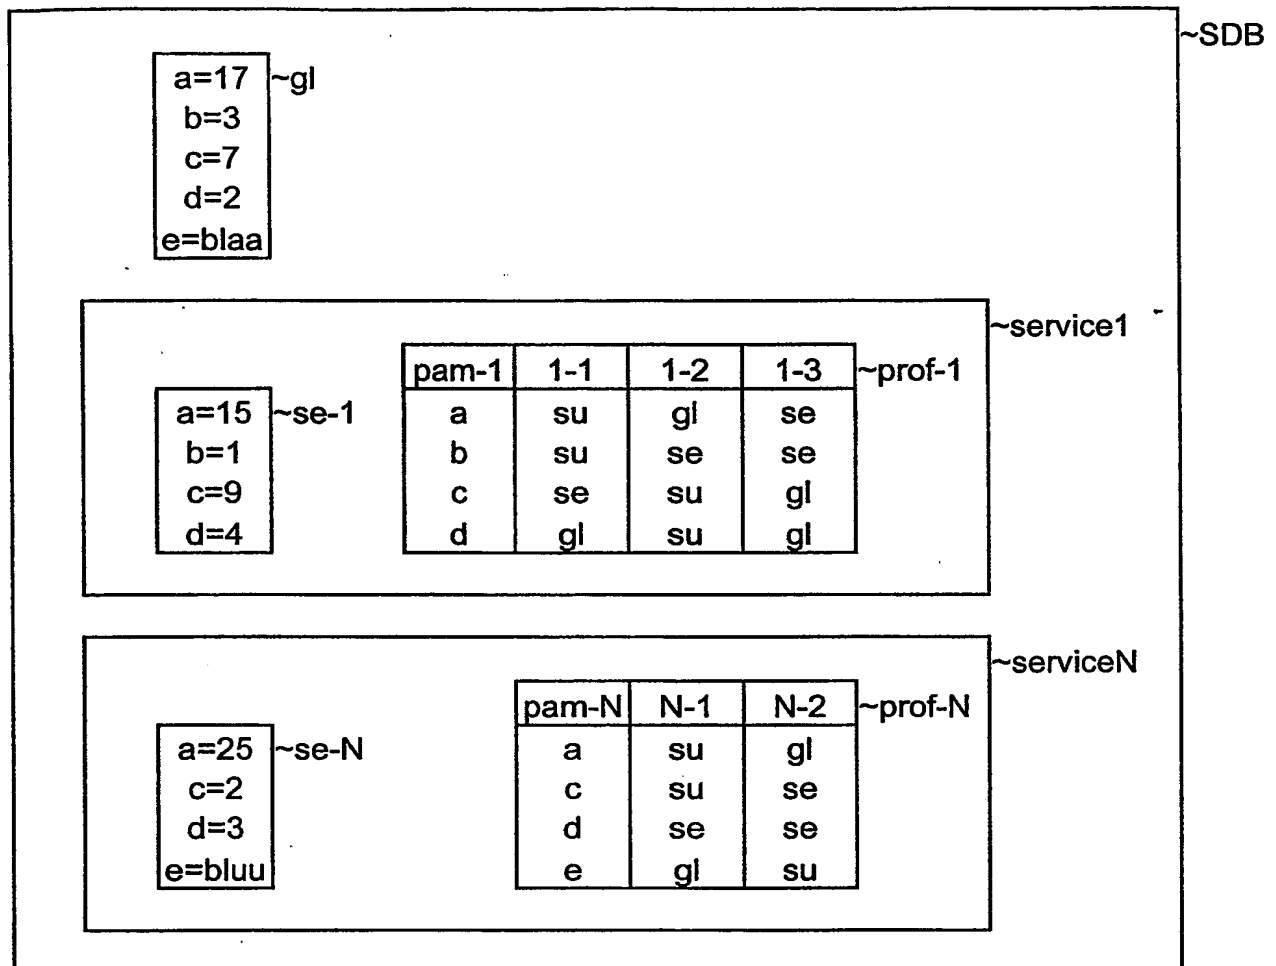 ~SDB
a=17 ~gl
b=3
c=7
d=2
e=blaa
~service1
pam-1 1-1 1-2 1-3 ~prof-1
a=15 ~se-1 a su gl se
b=1 b su se se
c=9 c se su gl
d=4 d gl su gl
~serviceN
pam-N N-1 N-2 ~prof-N
a=25 ~se-N a su gl
c=2 c su se
d=3 d se se
e=bluu e gl su